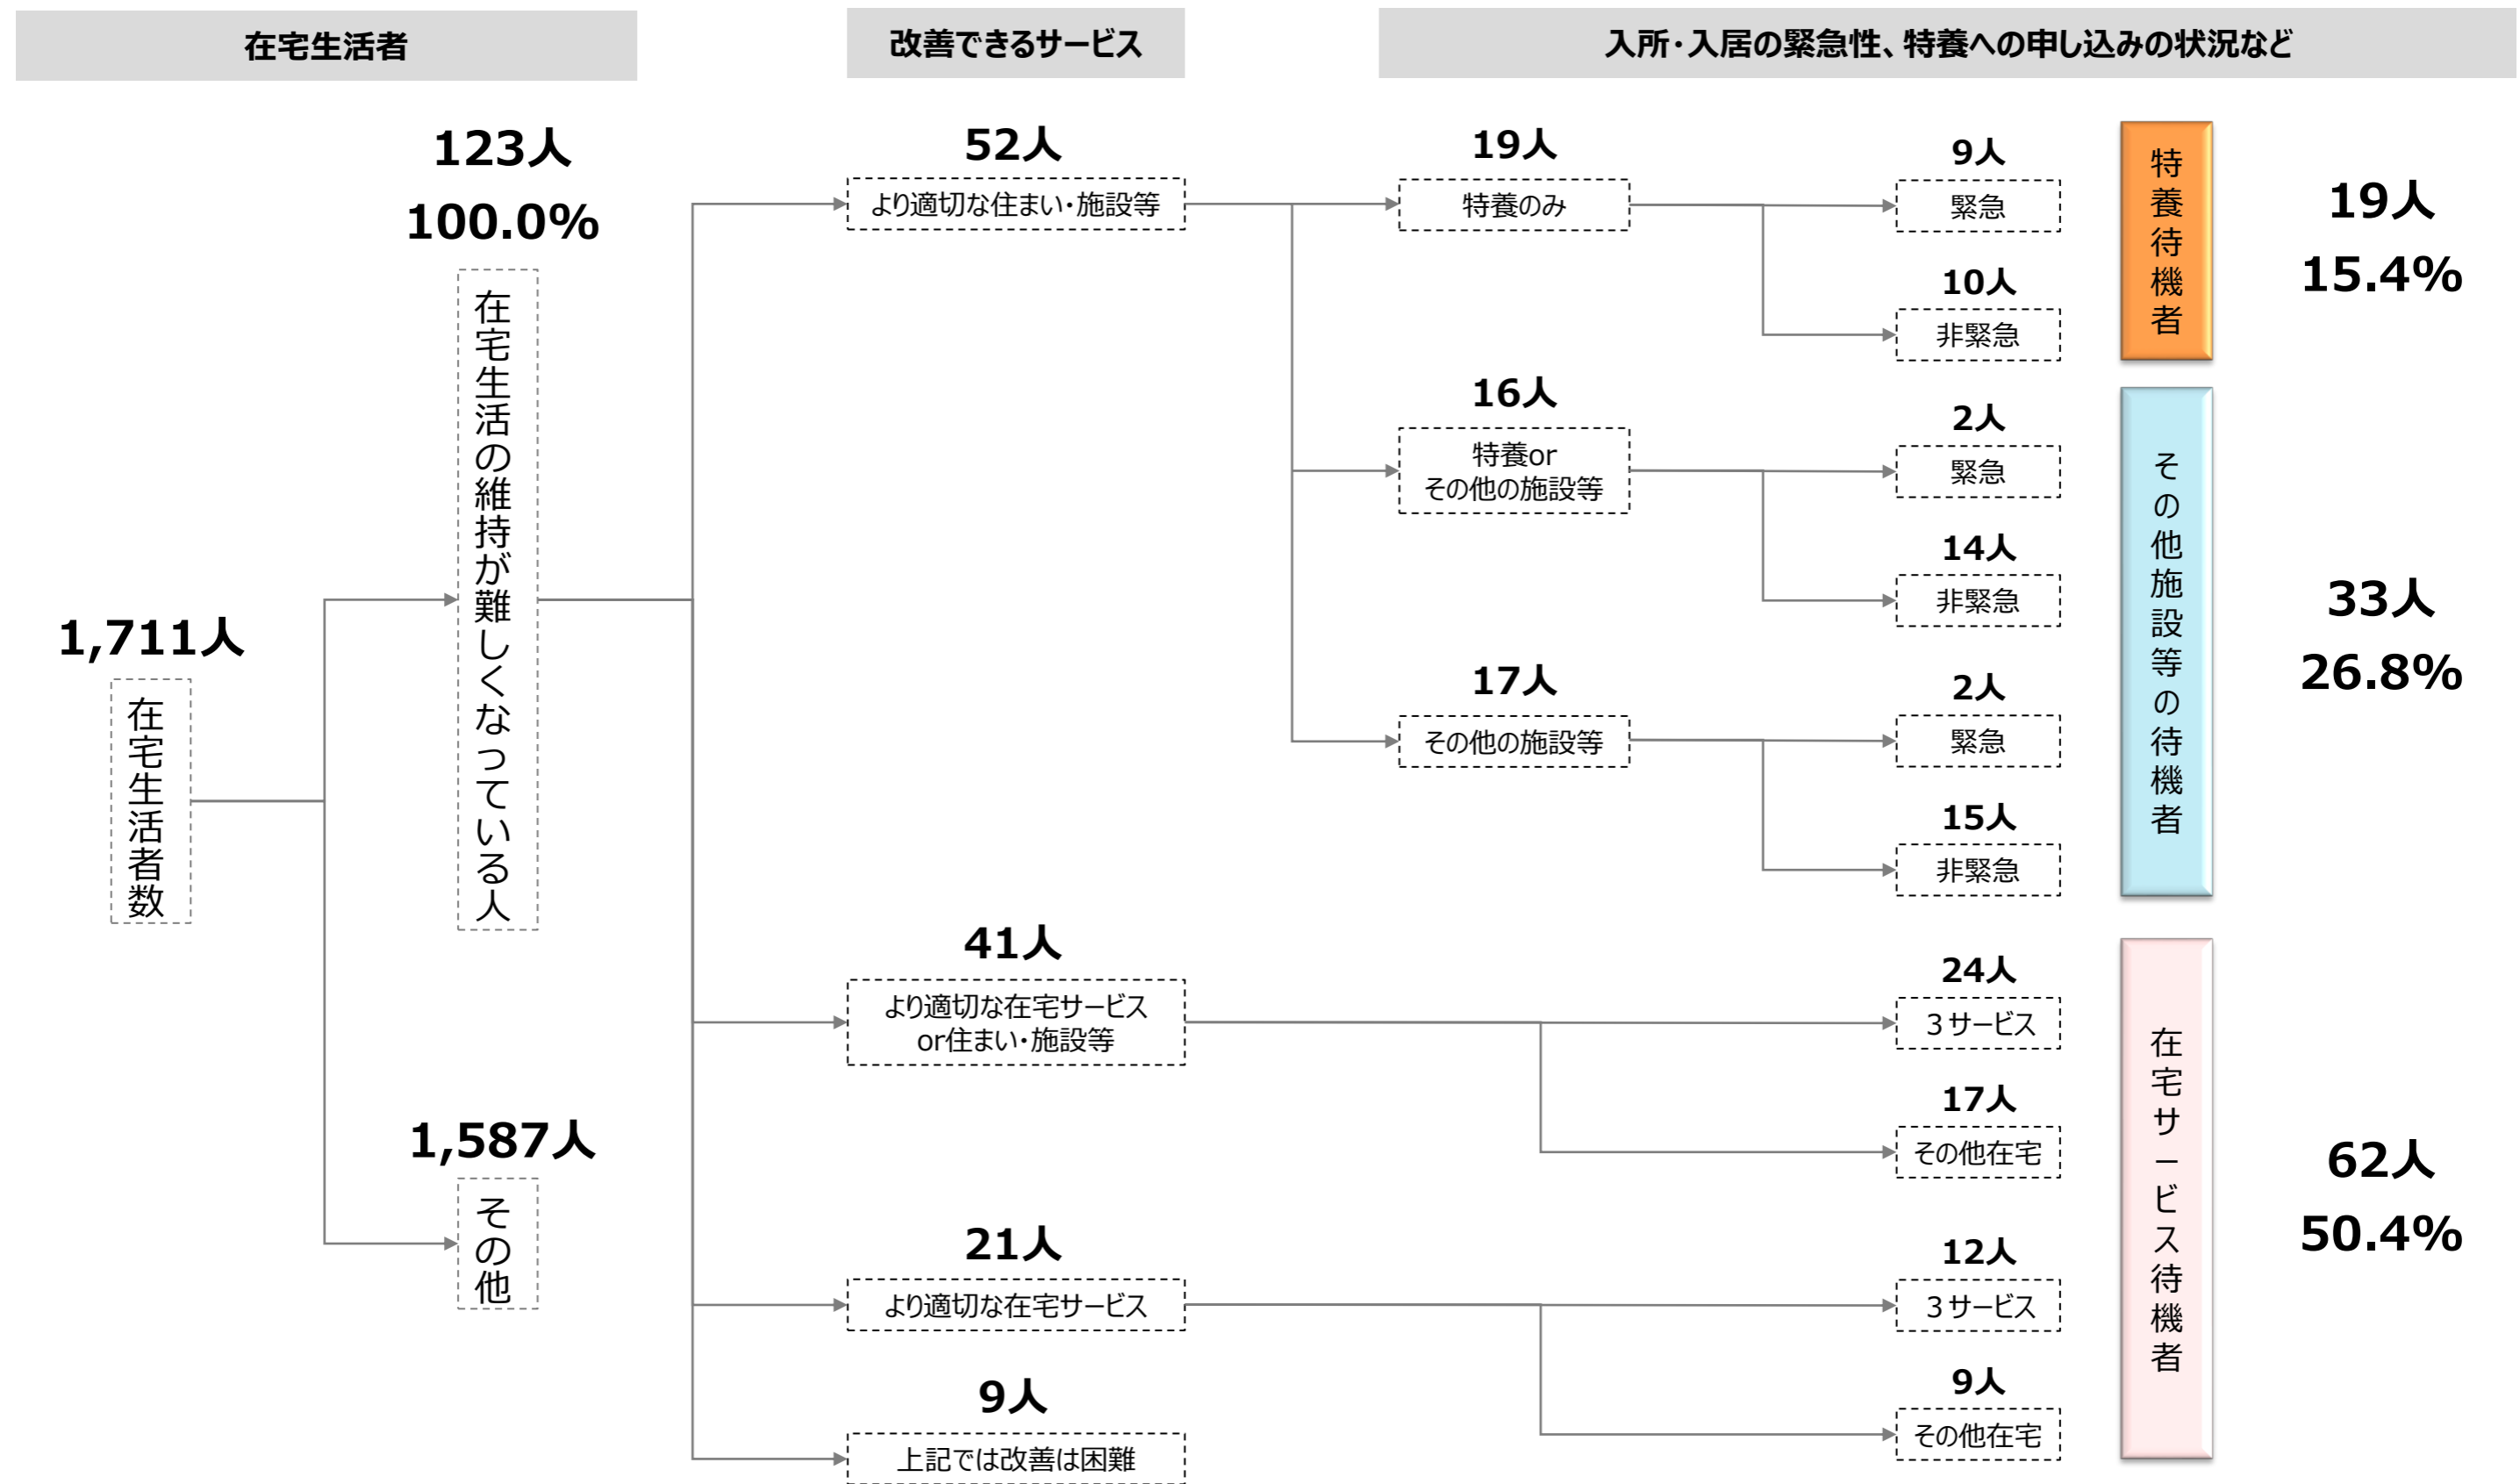 在宅生活者
改善できるサービス
入所・入居の緊急性、特養への申し込みの状況など
1,711人
在宅生活者数
123人
100.0%
在宅生活の維持が難しくなっている人
1,587人
その他
52人
より適切な住まい・施設等
19人
特養のみ
9人
緊急
10人
非緊急
16人
特養or
その他の施設等
2人
緊急
14人
非緊急
17人
その他の施設等
2人
緊急
15人
非緊急
41人
より適切な在宅サービス
or住まい・施設等
24人
3サービス
17人
その他在宅
21人
より適切な在宅サービス
12人
3サービス
9人
その他在宅
9人
上記では改善は困難
特養待機者
19人
15.4%
その他施設等の待機者
33人
26.8%
在宅サービス待機者
62人
50.4%